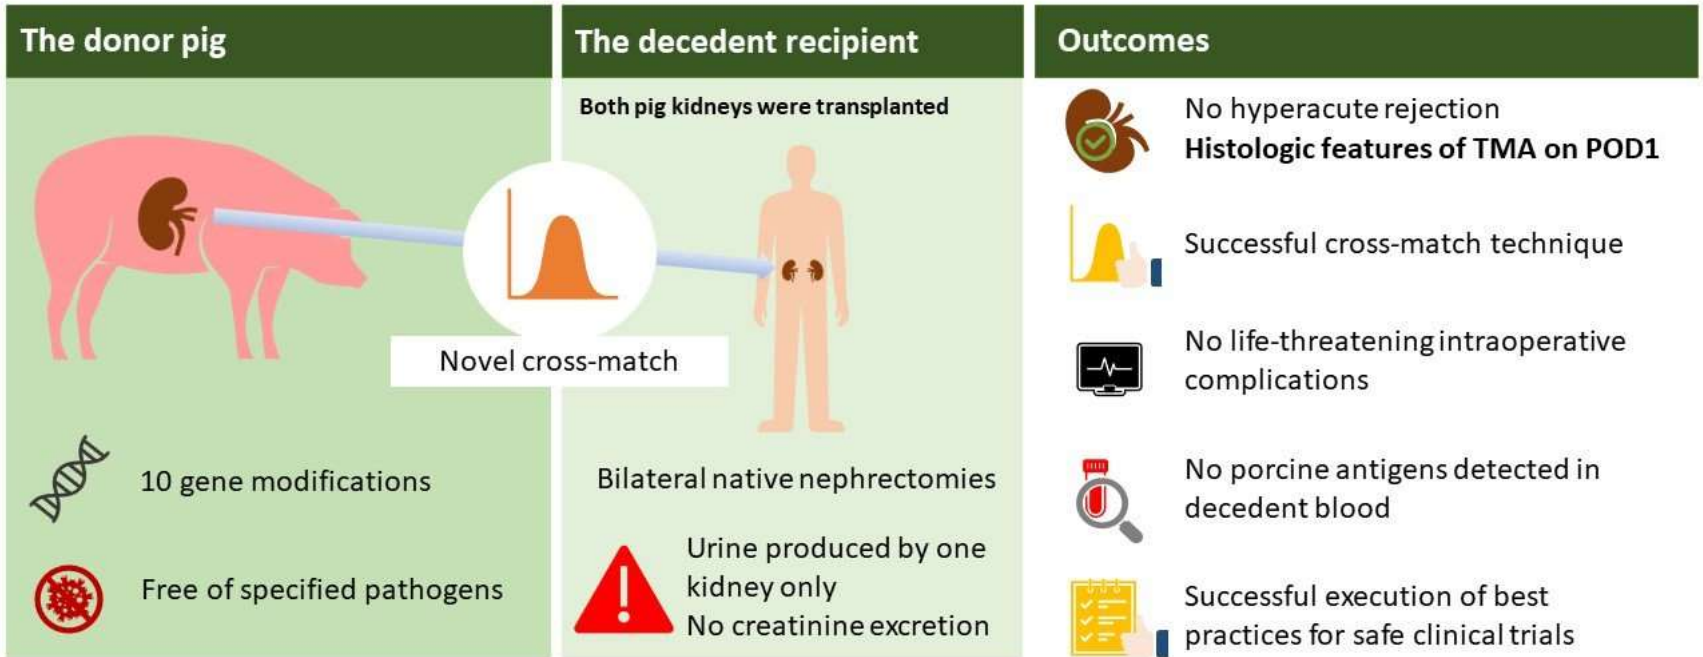 The donor pig
10 gene modifications
Free of specified pathogens
Novel cross-match
The decedent recipient
Both pig kidneys were transplanted
Bilateral native nephrectomies
Urine produced by one
kidney only
No creatinine excretion
Outcomes
No hyperacute rejection
Histologic features of TMA on POD1
Successful cross-match technique
No life-threatening intraoperative
complications
No porcine antigens detected in
decedent blood
Successful execution of best
practices for safe clinical trials